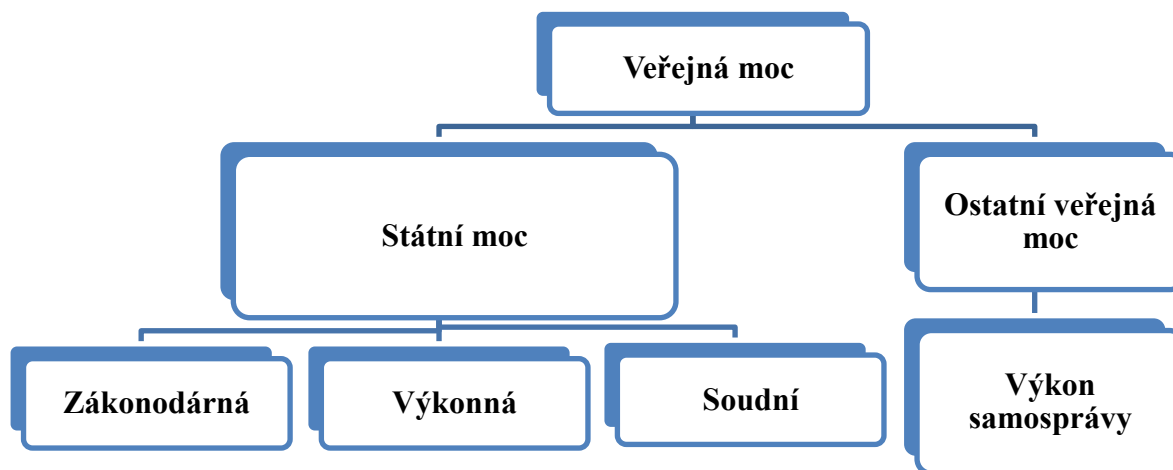 Veřejná moc
Státní moc
Ostatní veřejná
moc
Zákonodárná
Výkonná
Soudní
Výkon
samosprávy